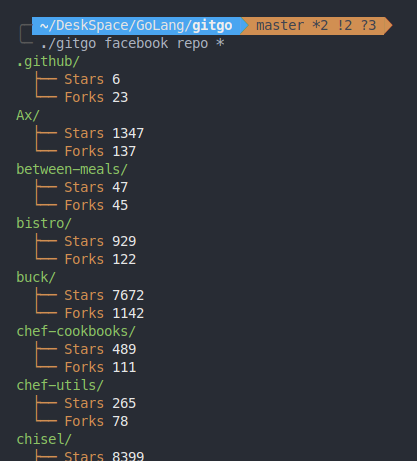 ~/DeskSpace/GoLang/gitgo master *2 !2 ?3
./gitgo facebook repo *
.github/
├── Stars 6
├── Forks 23
Ax/
├── Stars 1347
├── Forks 137
between-meals/
├── Stars 47
├── Forks 45
bistro/
├── Stars 929
├── Forks 122
buck/
├── Stars 7672
├── Forks 1142
chef-cookbooks/
├── Stars 489
├── Forks 111
chef-utils/
├── Stars 265
├── Forks 78
chisel/
├── Stars 8399